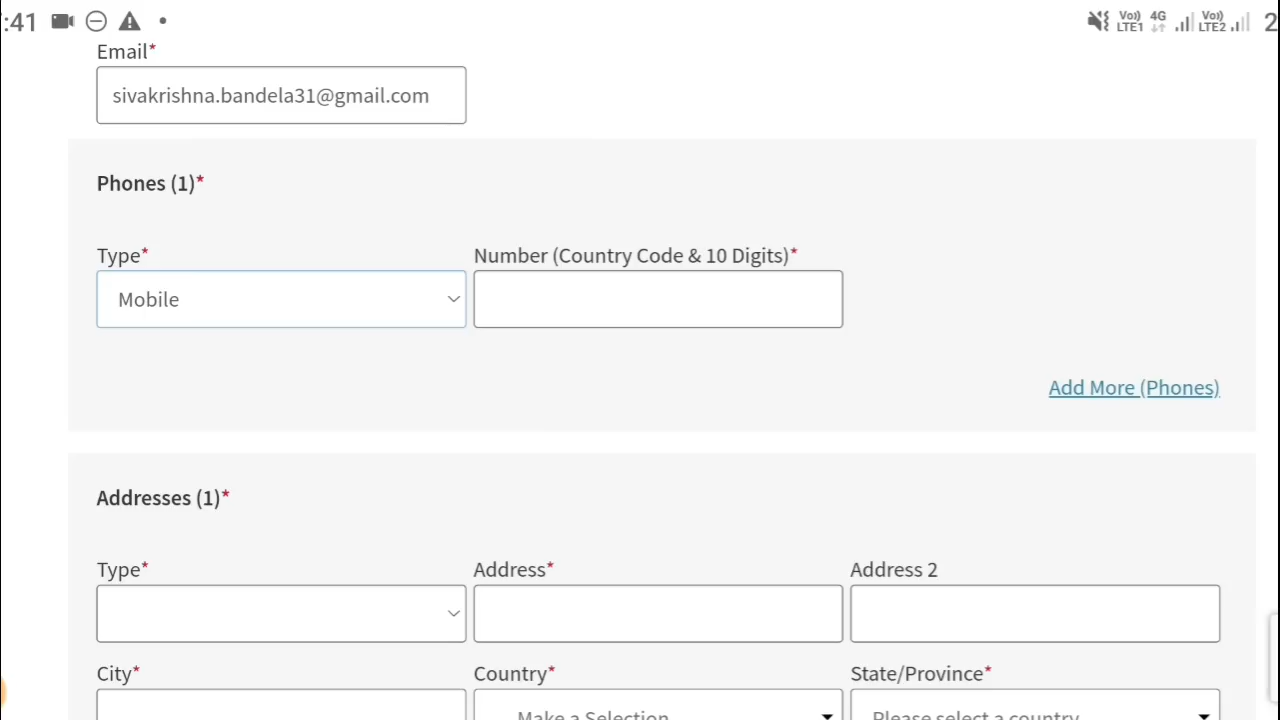 :41 Vo)) 4G Vo)) 2
LTE1 LTE2
Email*
sivakrishna.bandela31@gmail.com
Phones (1)*
Type* Number (Country Code & 10 Digits)*
Mobile
Add More (Phones)
Addresses (1)*
Type* Address* Address 2
City* Country* State/Province*
Make a Selection Please select a country